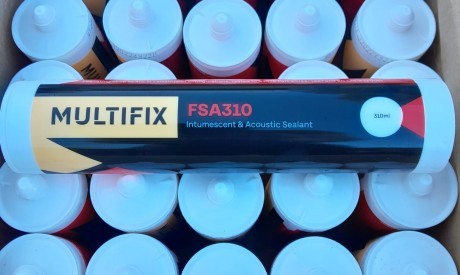 MULTIFIX
FSA310
Intumescent & Acoustic Sealant
310ml